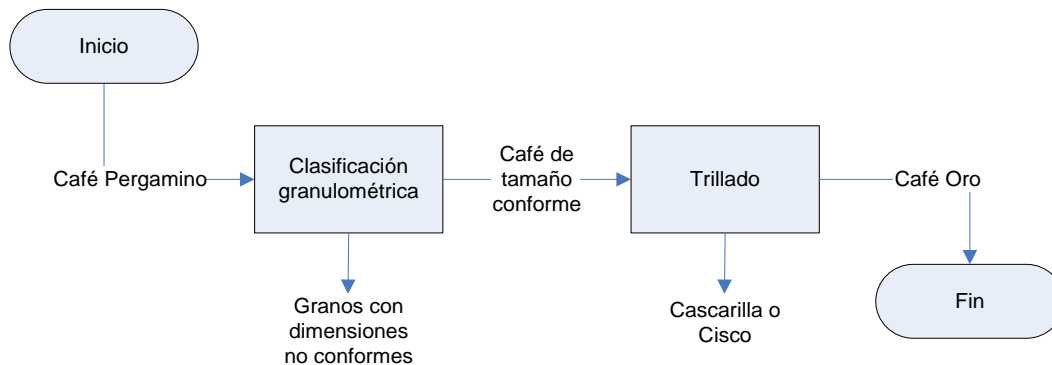 Inicio
Café Pergamino
Clasificación
granulométrica
Café de
tamaño
conforme
Trillado
Café Oro
Granos con
dimensiones
no conformes
Cascarilla o
Cisco
Fin